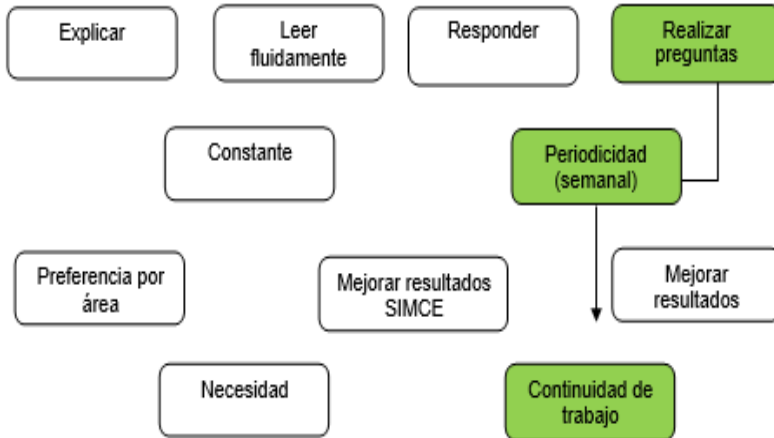 Explicar
Leer
fluidamente
Responder
Realizar
preguntas
Constante
Periodicidad
(semanal)
Preferencia por
área
Mejorar resultados
SIMCE
Mejorar
resultados
Necesidad
Continuidad de
trabajo